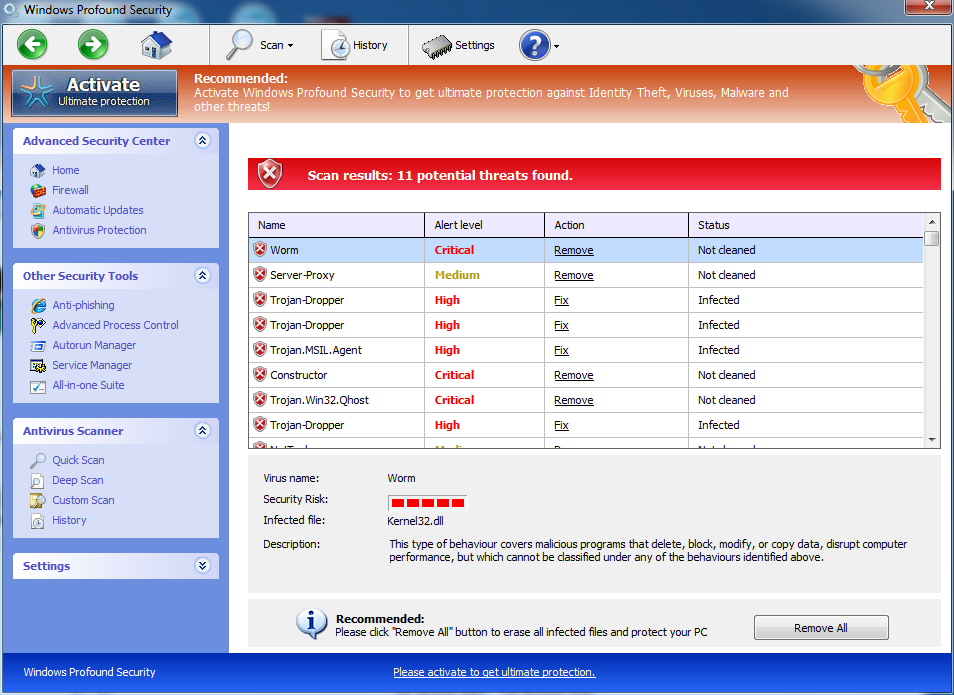 Windows Profound Security
Scan
History
Settings
Activate
Ultimate protection
Recommended:
Activate Windows Profound Security to get ultimate protection against Identity Theft, Viruses, Malware and
other threats!
Advanced Security Center
Home
Firewall
Automatic Updates
Antivirus Protection
Other Security Tools
Anti-phishing
Advanced Process Control
Autorun Manager
Service Manager
All-in-one Suite
Antivirus Scanner
Quick Scan
Deep Scan
Custom Scan
History
Settings
Scan results: 11 potential threats found.
Name Alert level Action Status
Worm Critical Remove Not cleaned
Server-Proxy Medium Remove Not cleaned
Trojan-Dropper High Fix Infected
Trojan-Dropper High Fix Infected
Trojan.MSIL.Agent High Fix Infected
Constructor Critical Remove Not cleaned
Trojan.Win32.Qhost Critical Remove Not cleaned
Trojan-Dropper High Fix Infected
Virus name: Worm
Security Risk:
Infected file: Kernel32.dll
Description: This type of behaviour covers malicious programs that delete, block, modify, or copy data, disrupt computer
performance, but which cannot be classified under any of the behaviours identified above.
Recommended:
Please click "Remove All" button to erase all infected files and protect your PC
Remove All
Windows Profound Security
Please activate to get ultimate protection.